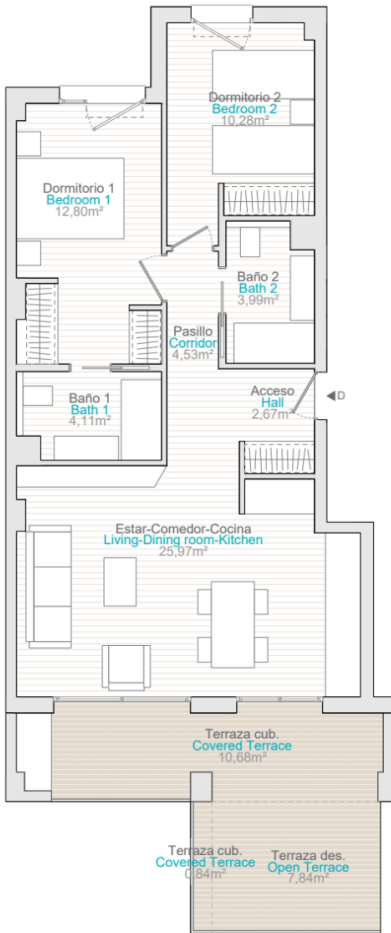 Dormitorio 2
Bedroom 2
10,28m²
Dormitorio 1
Bedroom 1
12,80m²
Baño 2
Bath 2
3,99m²
Pasillo
Corridor
4,53m²
Acceso
Hall
2,67m²
D
Baño 1
Bath 1
4,11m²
Estar-Comedor-Cocina
Living-Dining room-Kitchen
25,97m²
Terraza cub.
Covered Terrace
10,68m²
Terraza cub.
Covered Terrace
0,84m²
Terraza des.
Open Terrace
7,84m²